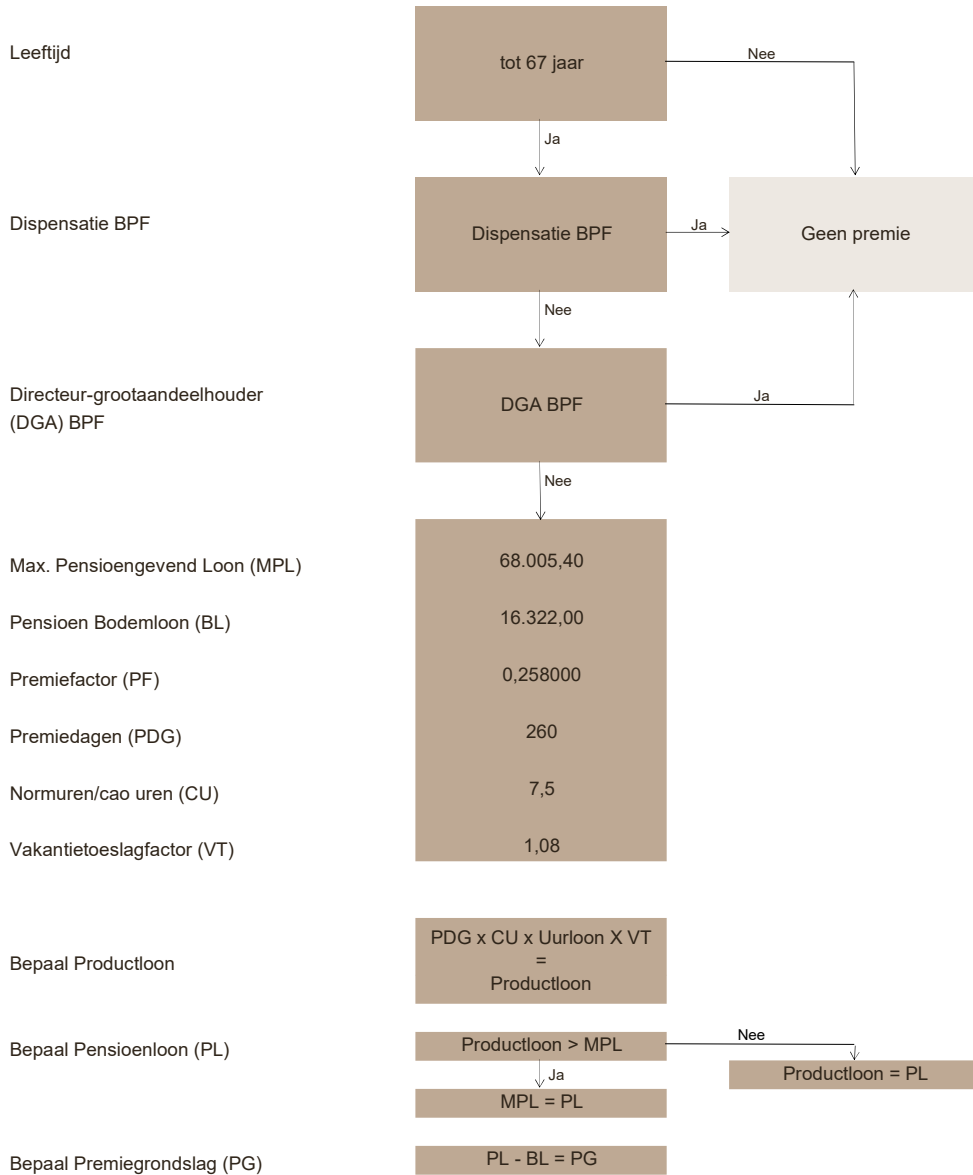 Leeftijd
tot 67 jaar
Nee
Ja
Dispensatie BPF
Dispensatie BPF
Ja
Geen premie
Nee
Directeur-grootaandeelhouder
(DGA) BPF
DGA BPF
Ja
Nee
Max. Pensioengevend Loon (MPL)
68.005,40
Pensioen Bodemloon (BL)
16.322,00
Premiefactor (PF)
0,258000
Premiedagen (PDG)
260
Normuren/cao uren (CU)
7,5
Vakantietoeslagfactor (VT)
1,08
Bepaal Productloon
PDG x CU x Uurloon X VT
=
Productloon
Bepaal Pensioenloon (PL)
Productloon > MPL
Nee
Productloon = PL
Ja
MPL = PL
Bepaal Premiegrondslag (PG)
PL - BL = PG